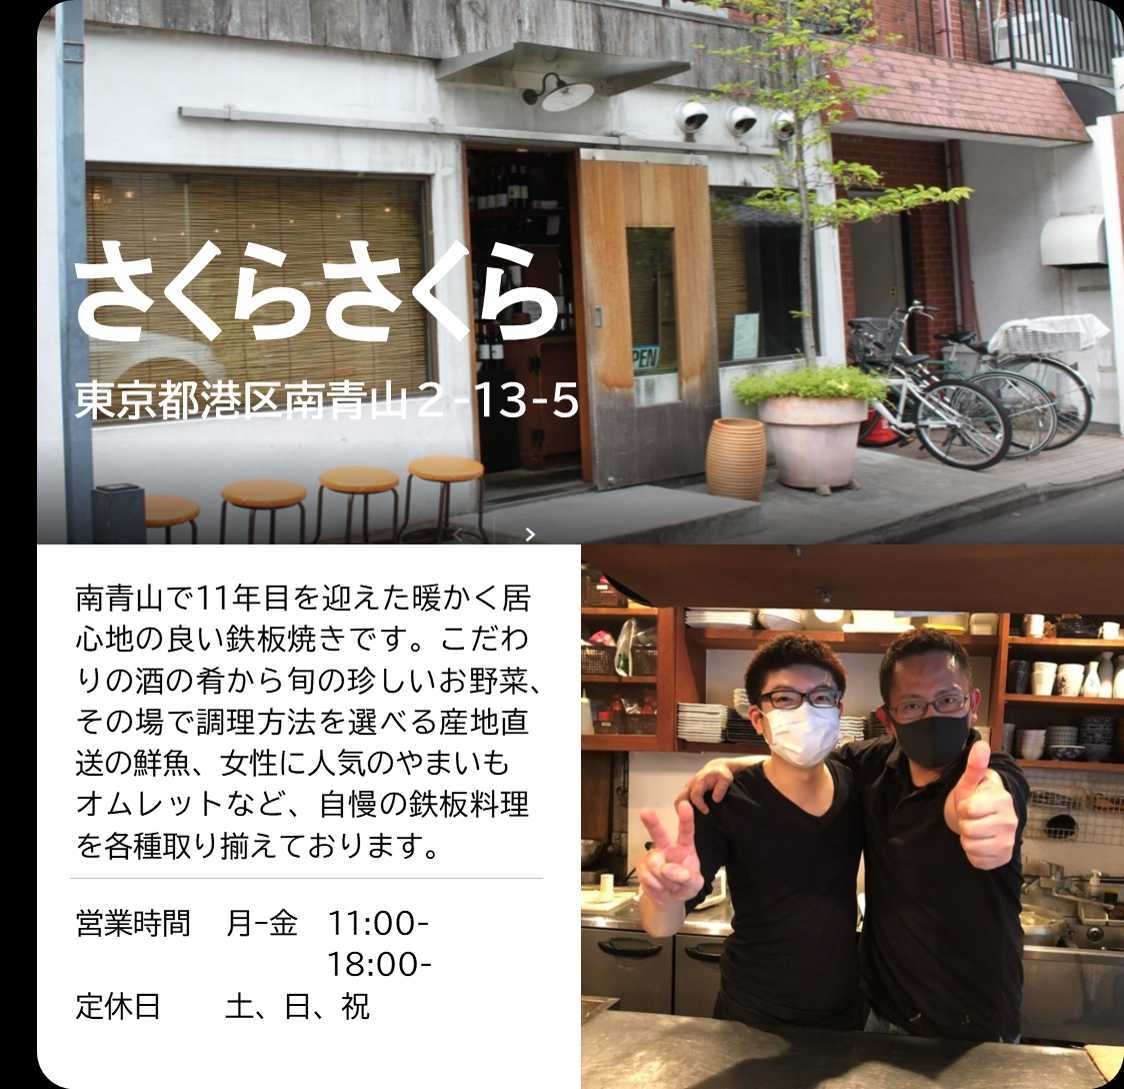 さくらさくら
東京都港区南青山２-13-5
OPEN
南青山で11年目を迎えた暖かく居
心地の良い鉄板焼きです。こだわ
りの酒の肴から旬の珍しいお野菜、
その場で調理方法を選べる産地直
送の鮮魚、女性に人気のやまいも
オムレットなど、自慢の鉄板料理
を各種取り揃えております。
営業時間 月-金 11:00-
18:00-
定休日 土、日、祝